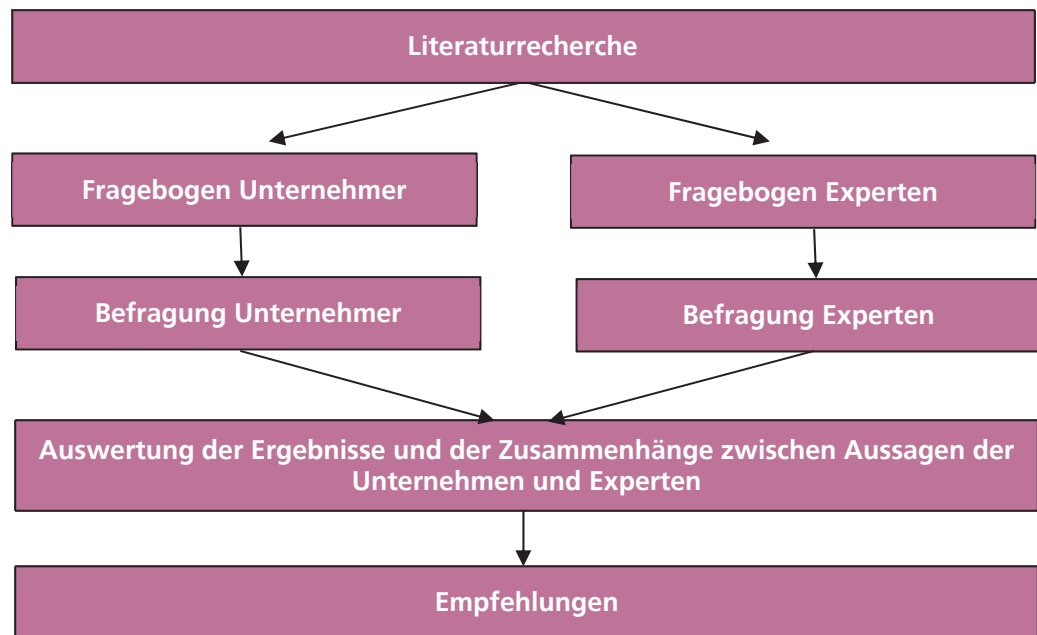 Literaturrecherche
Fragebogen Unternehmer
Fragebogen Experten
Befragung Unternehmer
Befragung Experten
Auswertung der Ergebnisse und der Zusammenhänge zwischen Aussagen der
Unternehmen und Experten
Empfehlungen